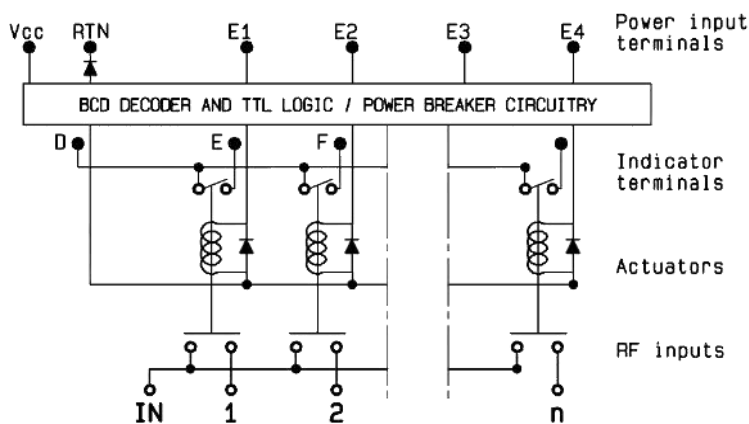 Vcc RTN E1 E2 E3 E4 Power input
terminals
BCD DECODER AND TTL LOGIC / POWER BREAKER CIRCUITRY
D E F Indicator
terminals
Actuators
RF inputs
IN 1 2 n